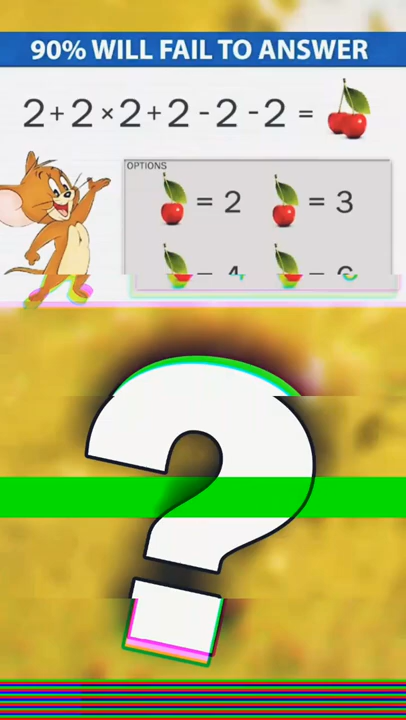 90% WILL FAIL TO ANSWER
2+2×2+2-2-2 =
OPTIONS
= 2 = 3
?